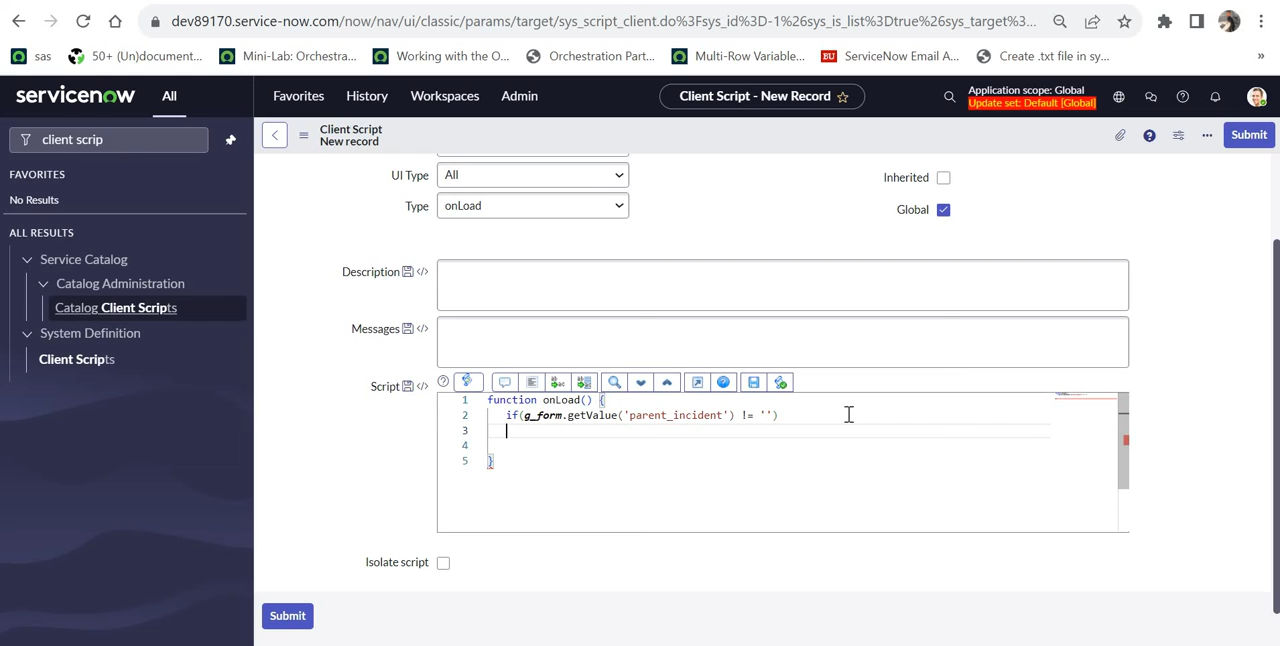 dev89170.service-now.com/now/nav/ui/classic/params/target/sys_script_client.do%3Fsys_id%3D-1%26sys_is_list%3Dtrue%26sys_target%3...
sas
50+ (Un)document...
Mini-Lab: Orchestra...
Working with the O...
Orchestration Part...
Multi-Row Variable...
BU
ServiceNow Email A...
Create .txt file in sy...
»
servicenow
All
Favorites
History
Workspaces
Admin
Client Script - New Record
Application scope: Global
Update set: Default [Global]
client scrip
Client Script
New record
Submit
FAVORITES
No Results
ALL RESULTS
Service Catalog
Catalog Administration
Catalog Client Scripts
System Definition
Client Scripts
UI Type
All
Inherited
Type
onLoad
Global
Description
Messages
Script
1 function onLoad() {
2 if(g_form.getValue('parent_incident') != '')
3
4
5 }
Isolate script
Submit